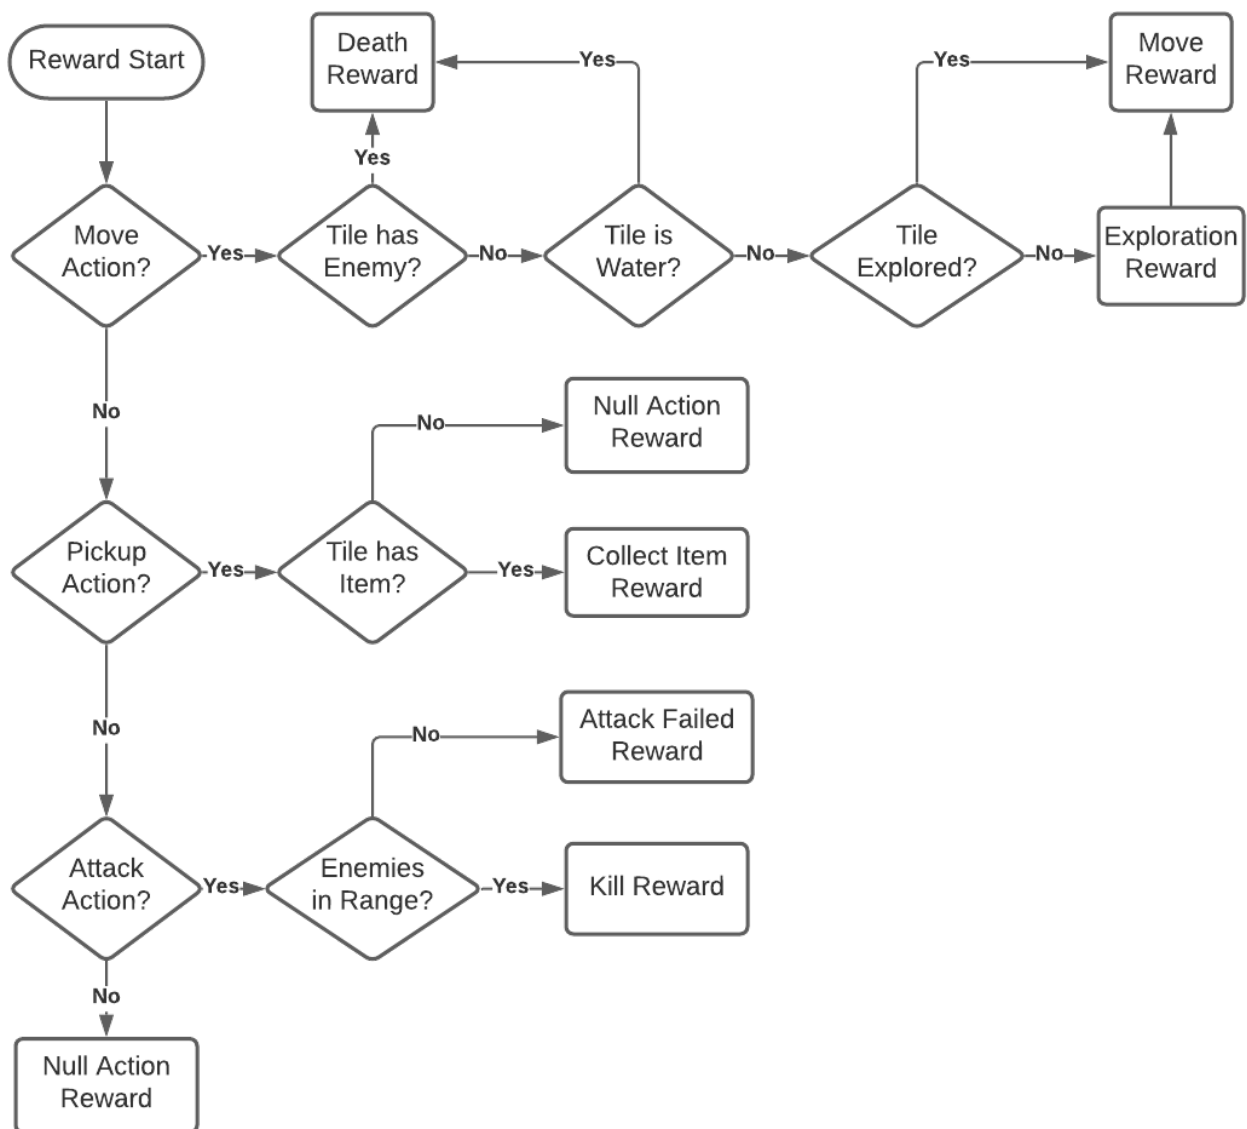 Reward Start
Death
Reward
Yes
Yes
Move
Reward
Yes
Move
Action?
Yes
Tile has
Enemy?
No
Tile is
Water?
No
Tile
Explored?
No
Exploration
Reward
No
No
Null Action
Reward
Pickup
Action?
Yes
Tile has
Item?
Yes
Collect Item
Reward
No
No
Attack Failed
Reward
Attack
Action?
Yes
Enemies
in Range?
Yes
Kill Reward
No
Null Action
Reward